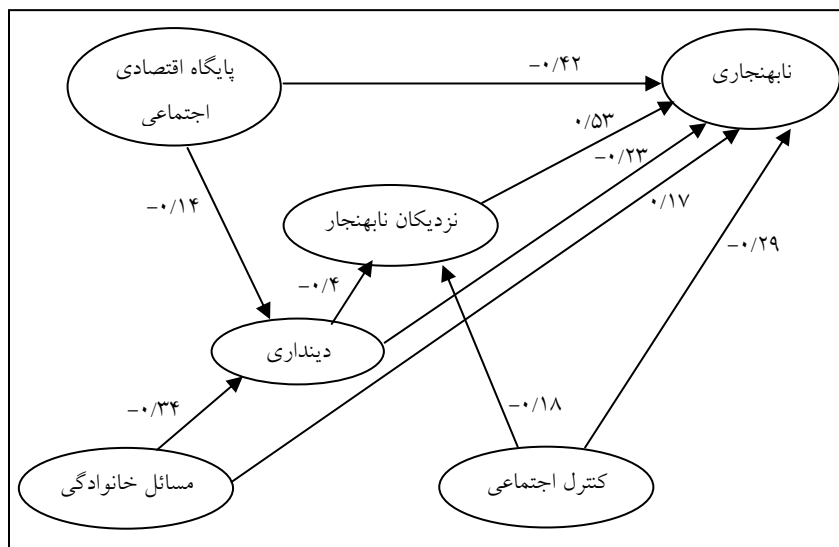 پایگاه اقتصادی
اجتماعی
نابهنجاری
−۰/۴۲
۰/۵۳
−۰/۲۳
۰/۱۷
−۰/۱۴
نزدیکان نابهنجار
−۰/۲۹
−۰/۴
دینداری
−۰/۳۴
−۰/۱۸
مسائل خانوادگی
کنترل اجتماعی